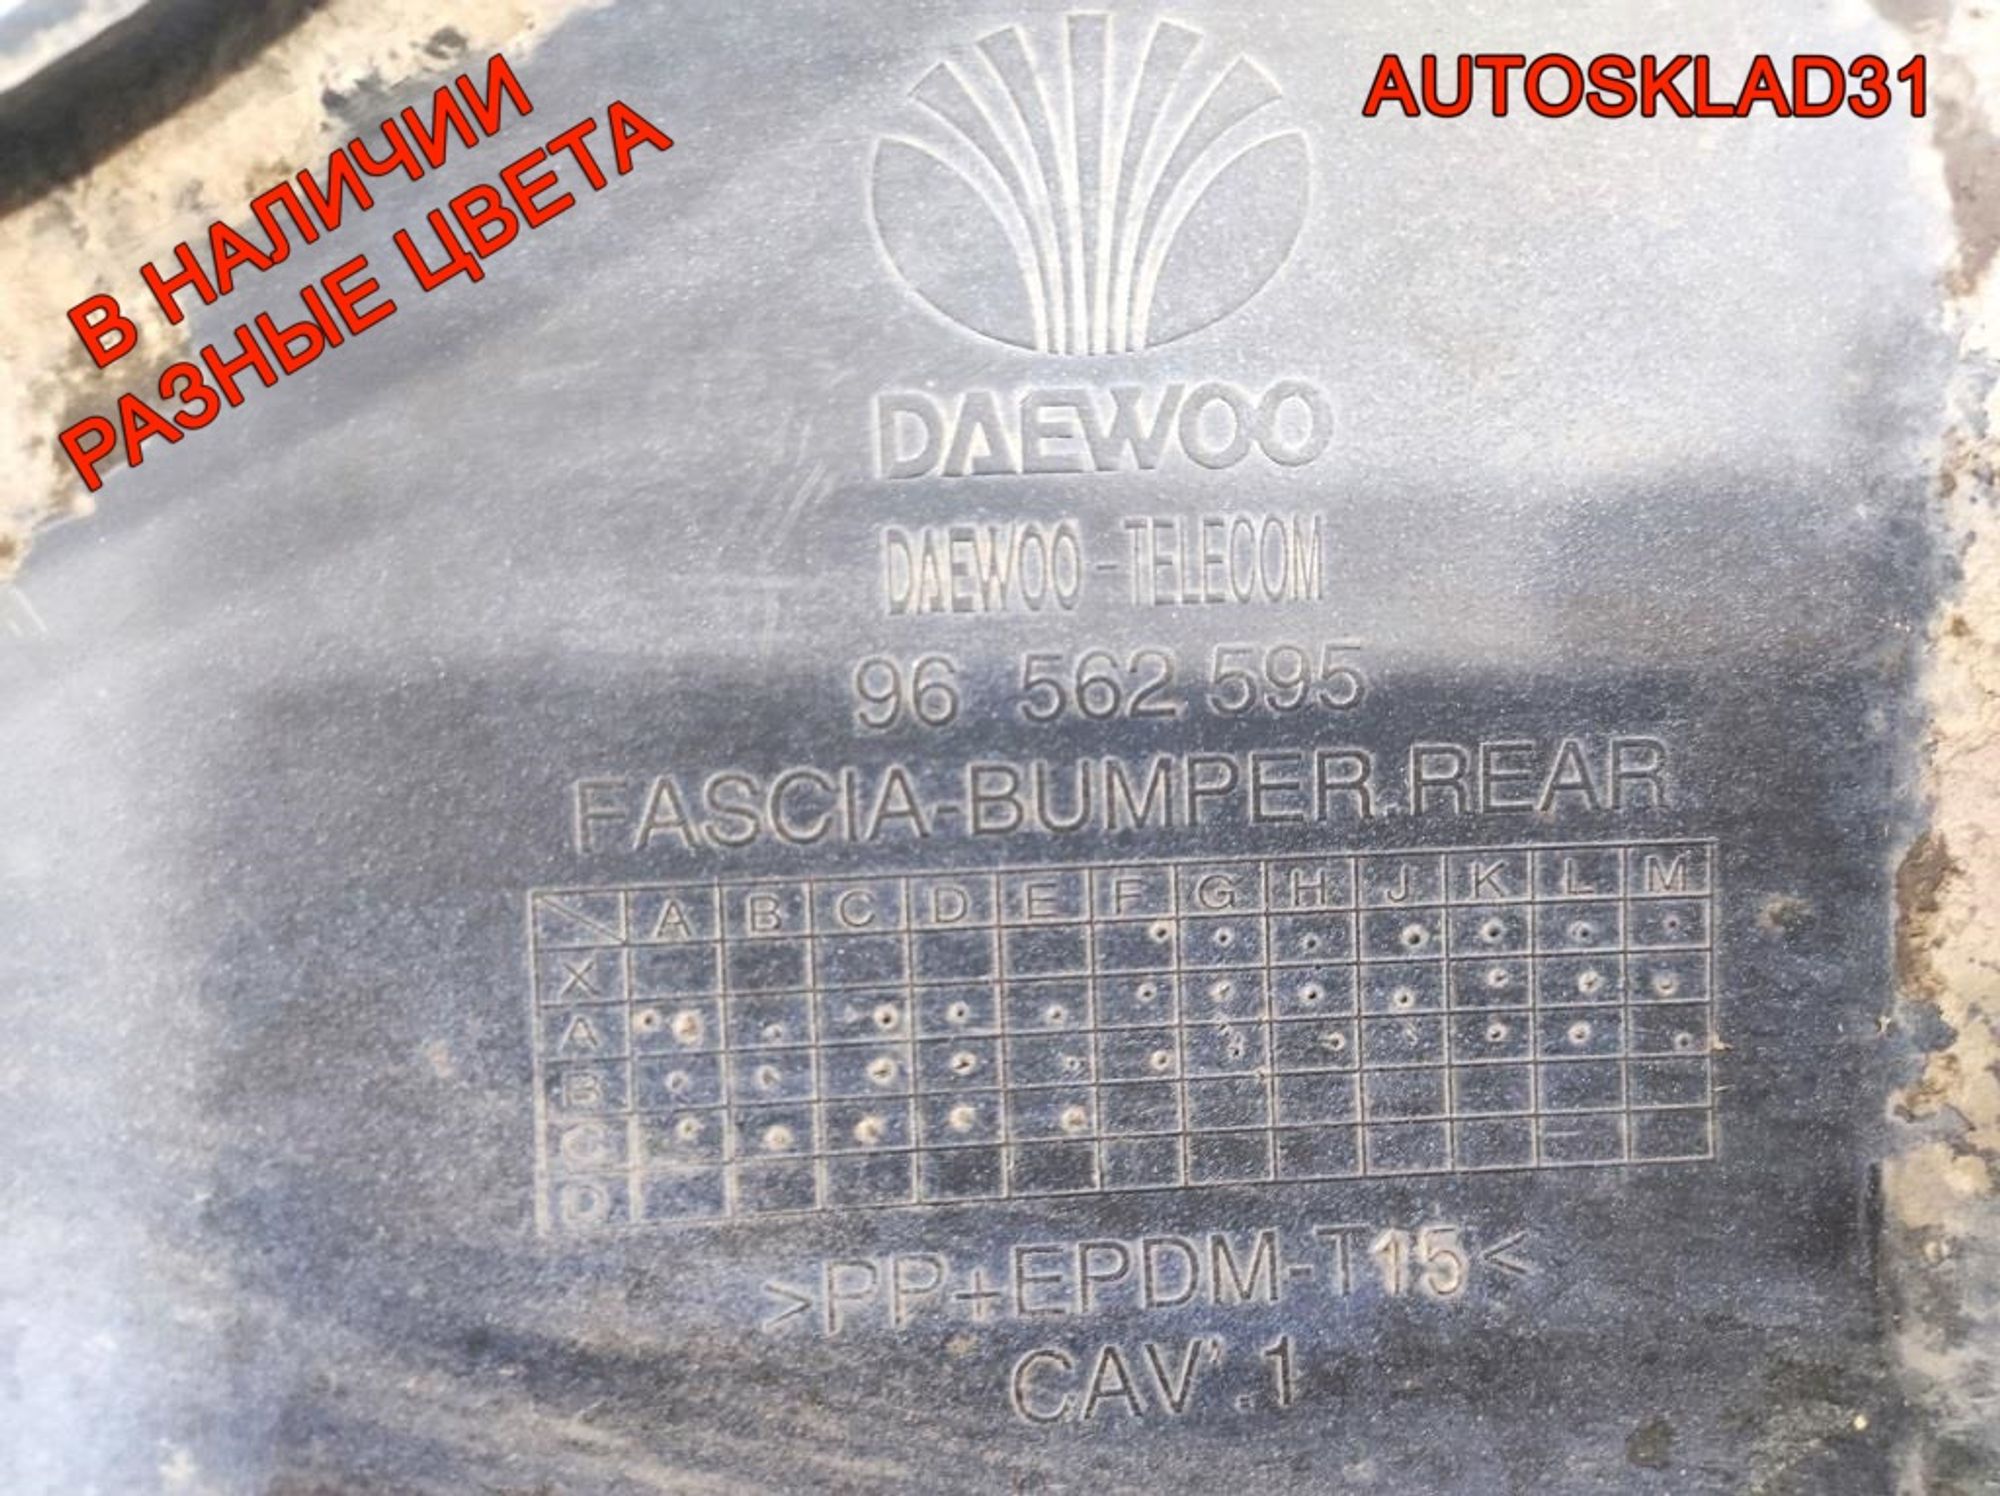 AUTOSKLAD31
В НАЛИЧИИ
РАЗНЫЕ ЦВЕТА
DAEWOO
DAEWOO-TELECOM
96 562 595
FASCIA-BUMPER.REAR
A B C D E F G H J K L M
X
A
B
C
D
>PP+EPDM-T15<
CAV'.1